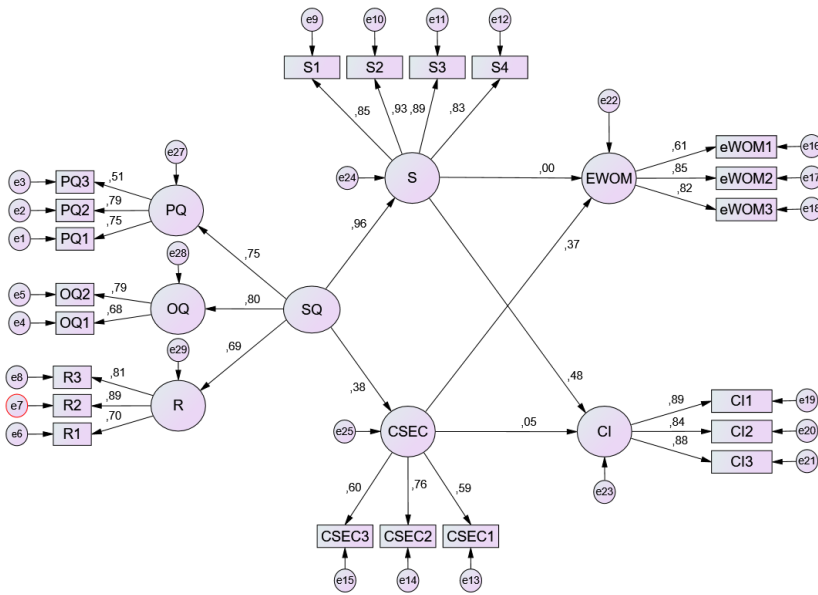 e9 e10 e11 e12
S1 S2 S3 S4
,85 ,93 ,89 ,83
e22
e27
e3 PQ3 ,51
e2 PQ2 ,79
e1 PQ1 ,75
PQ
e24 S ,00 EWOM
,61 eWOM1 e16
,85 eWOM2 e17
,82 eWOM3 e18
,96
,37
,75
e28
e5 OQ2 ,79
e4 OQ1 ,68
OQ ,80 SQ
e29
,69
e8 R3 ,81
e7 R2 ,89
e6 R1 ,70
R
,38
,48
e25 CSEC ,05 CI
,89 CI1 e19
,84 CI2 e20
,88 CI3 e21
e23
,60 ,76 ,59
CSEC3 CSEC2 CSEC1
e15 e14 e13